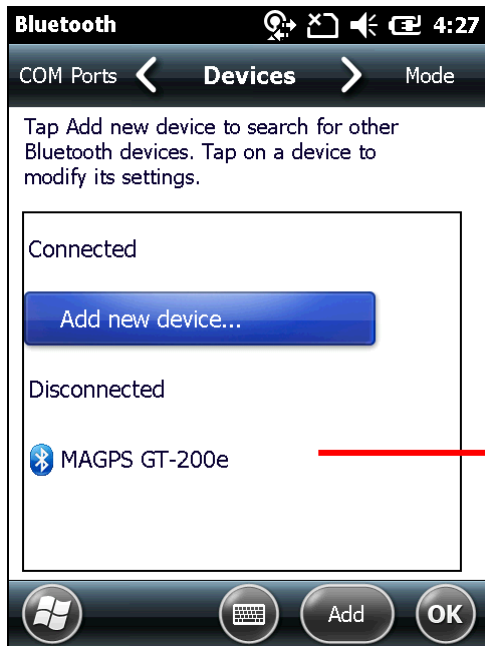 Bluetooth 4:27
COM Ports Devices Mode
Tap Add new device to search for other
Bluetooth devices. Tap on a device to
modify its settings.
Connected
Add new device...
Disconnected
MAGPS GT-200e
Add OK